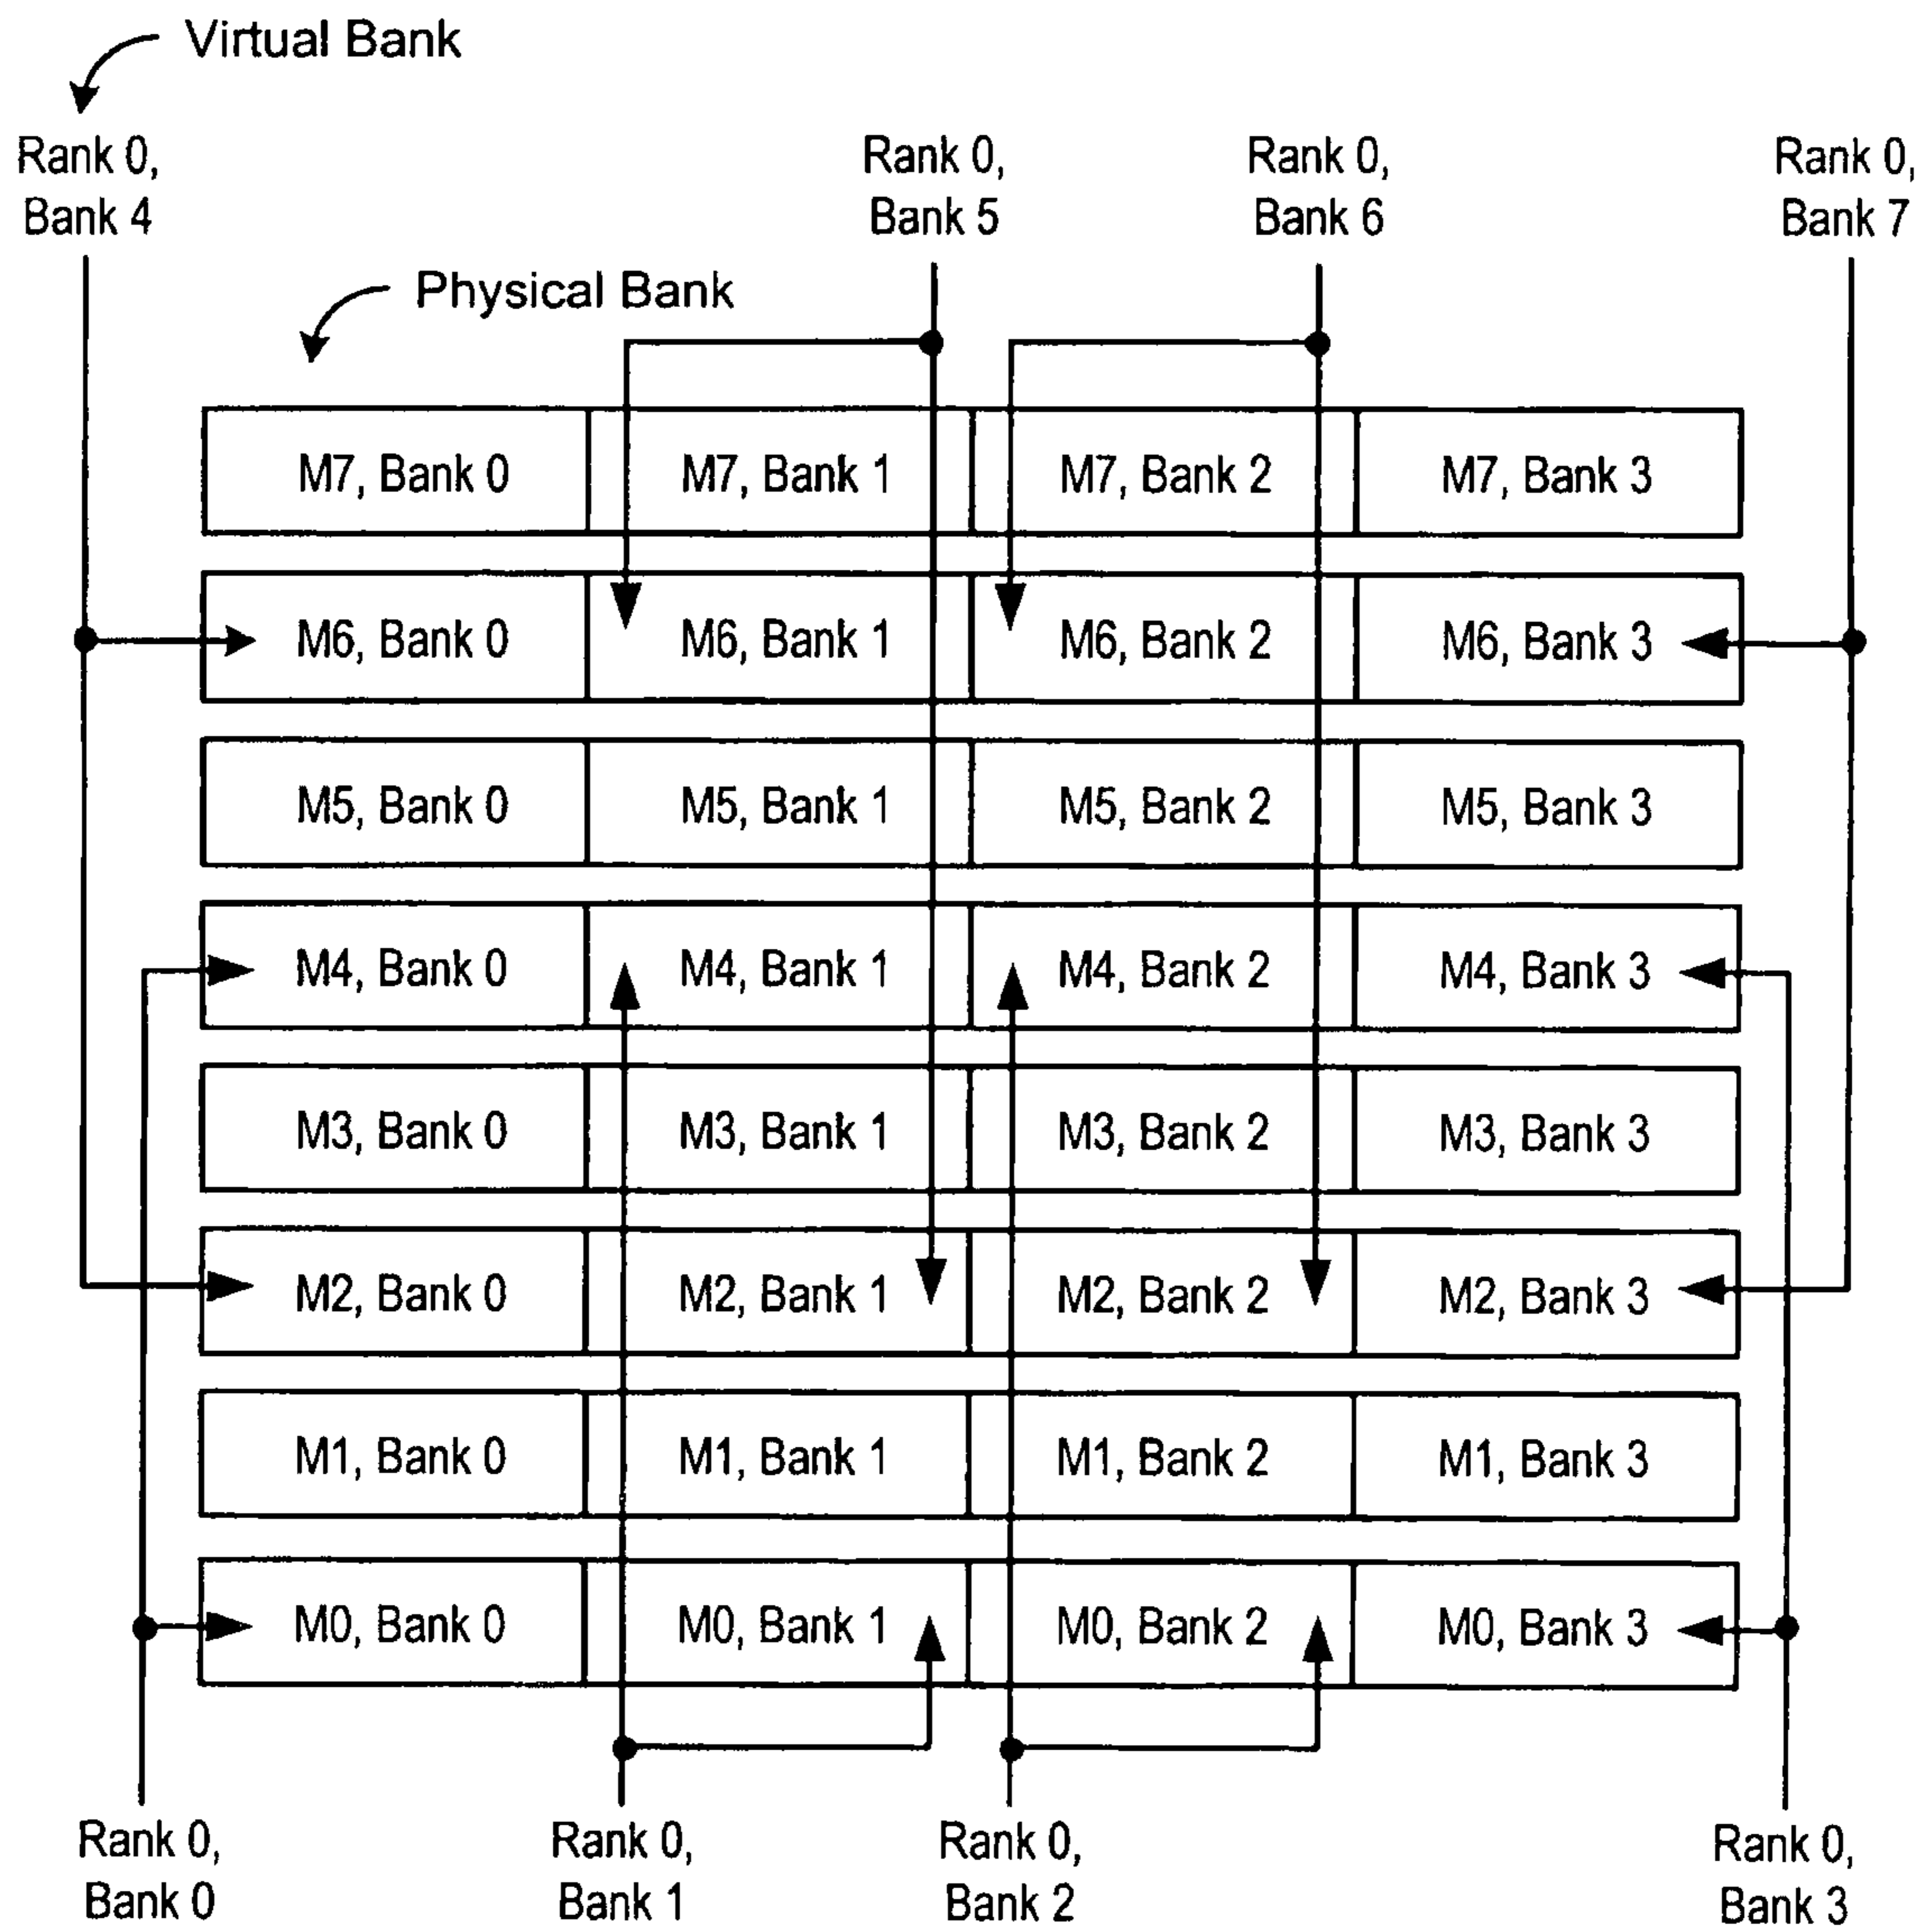 Virtual Bank
Rank 0,
Bank 4
Rank 0,
Bank 5
Rank 0,
Bank 6
Rank 0,
Bank 7
Physical Bank
M7, Bank 0
M7, Bank 1
M7, Bank 2
M7, Bank 3
M6, Bank 0
M6, Bank 1
M6, Bank 2
M6, Bank 3
M5, Bank 0
M5, Bank 1
M5, Bank 2
M5, Bank 3
M4, Bank 0
M4, Bank 1
M4, Bank 2
M4, Bank 3
M3, Bank 0
M3, Bank 1
M3, Bank 2
M3, Bank 3
M2, Bank 0
M2, Bank 1
M2, Bank 2
M2, Bank 3
M1, Bank 0
M1, Bank 1
M1, Bank 2
M1, Bank 3
M0, Bank 0
M0, Bank 1
M0, Bank 2
M0, Bank 3
Rank 0,
Bank 0
Rank 0,
Bank 1
Rank 0,
Bank 2
Rank 0,
Bank 3